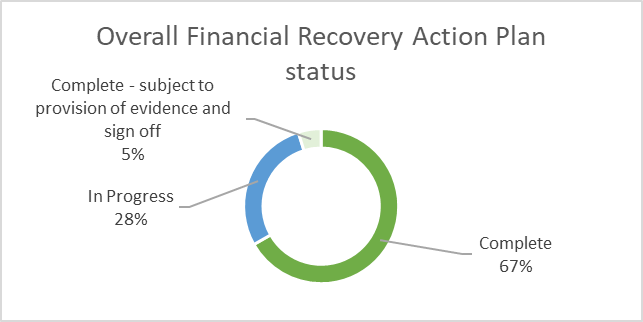 Overall Financial Recovery Action Plan
status
Complete - subject to
provision of evidence and
sign off
5%
In Progress
28%
Complete
67%